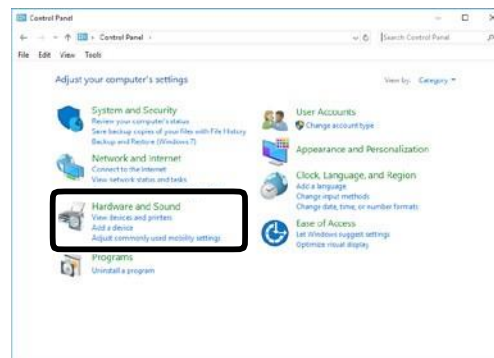 Control Panel
Control Panel
Search Control Panel
File Edit View Tools
Adjust your computer's settings
View by: Category
System and Security
Review your computer's status
Save backup copies of your files with File History
Backup and Restore (Windows 7)
Network and Internet
Connect to the Internet
View network status and tasks
Hardware and Sound
View devices and printers
Add a device
Adjust commonly used mobility settings
Programs
Uninstall a program
User Accounts
Change account type
Appearance and Personalization
Clock, Language, and Region
Add a language
Change input methods
Change date, time, or number formats
Ease of Access
Let Windows suggest settings
Optimize visual display